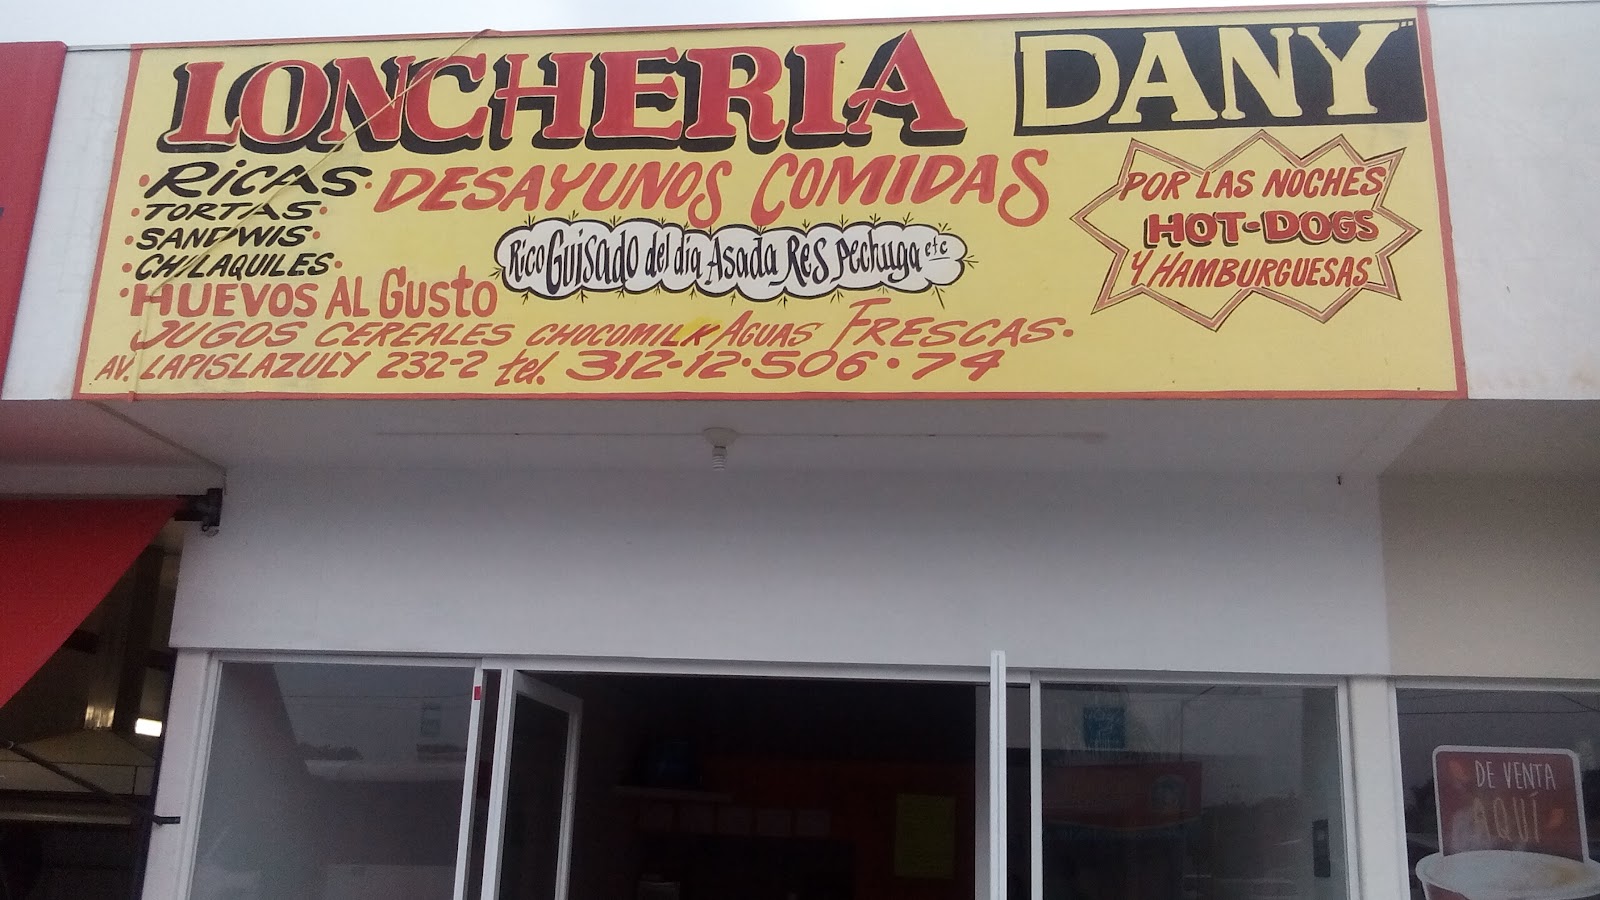 LONCHERIA DANY
RICAS DESAYUNOS COMIDAS
• TORTAS •
• SANDWIS •
• CHILAQUILES •
• HUEVOS AL GUSTO
Rico Guisado del dia Asada Res Pechuga etc
JUGOS CEREALES CHOCOMILK AGUAS FRESCAS.
AV. LAPISLAZULY 232-2 tel. 312•12•506•74
POR LAS NOCHES
HOT-DOGS
Y HAMBURGUESAS
DE VENTA
AQUÍ